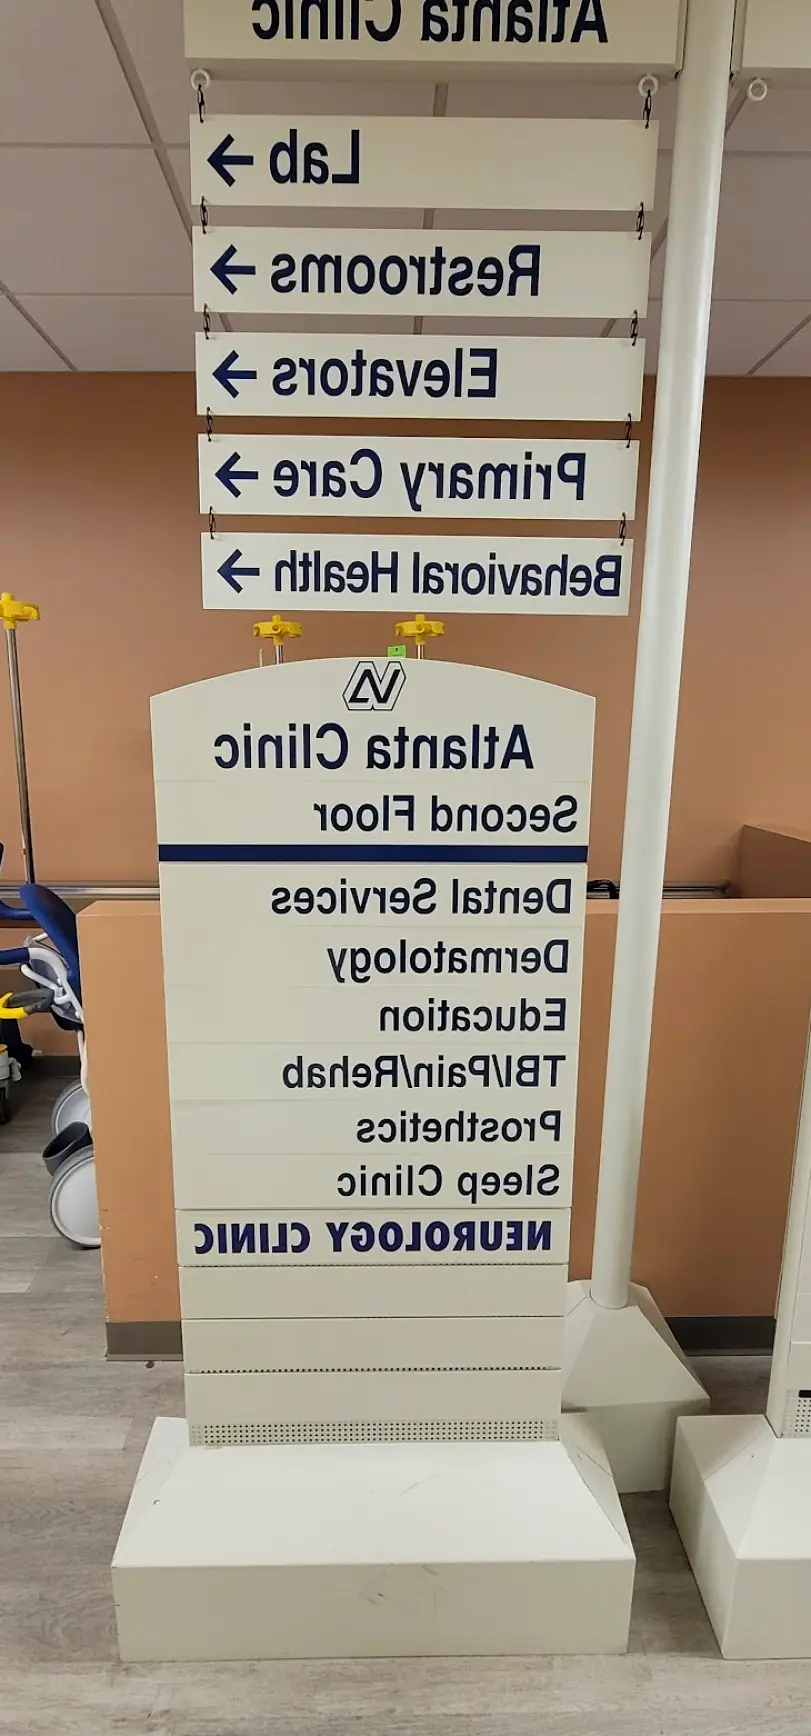 Atlanta Clinic
Lab →
Restrooms →
Elevators →
Primary Care →
Behavioral Health →
VA
Atlanta Clinic
Second Floor
Dental Services
Dermatology
Education
TBI/Pain/Rehab
Prosthetics
Sleep Clinic
NEUROLOGY CLINIC